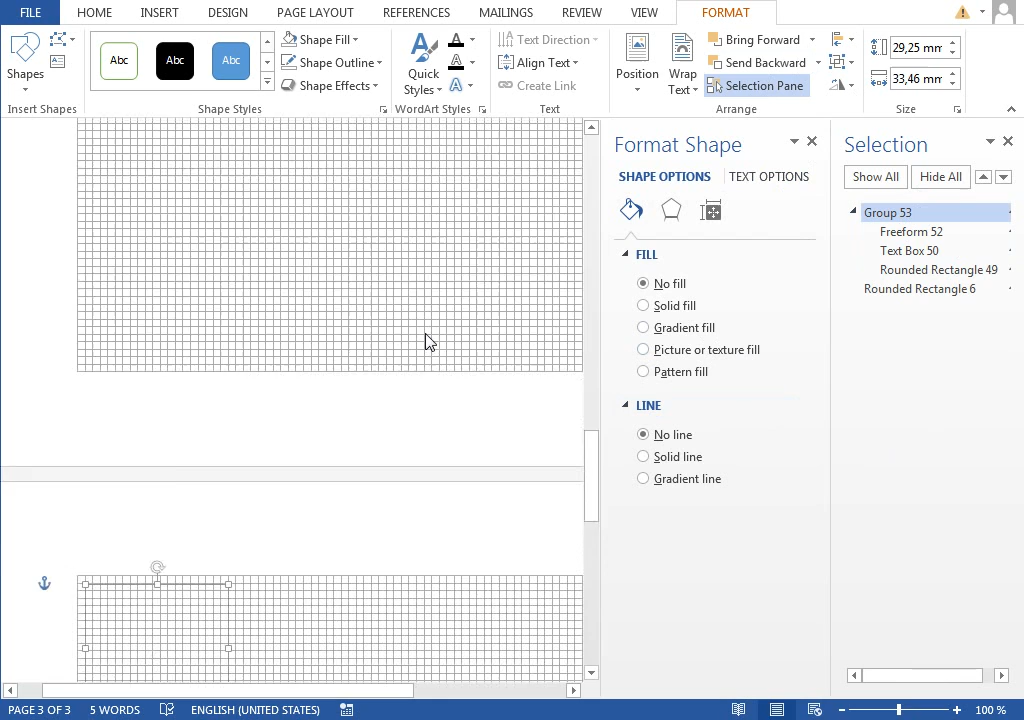 FILE HOME INSERT DESIGN PAGE LAYOUT REFERENCES MAILINGS REVIEW VIEW FORMAT
Shapes
Insert Shapes
Abc Abc Abc
Shape Fill
Shape Outline
Shape Effects
Shape Styles
Quick
Styles
WordArt Styles
Text Direction
Align Text
Create Link
Text
Position
Wrap
Text
Bring Forward
Send Backward
Selection Pane
Arrange
29,25 mm
33,46 mm
Size
Format Shape
SHAPE OPTIONS TEXT OPTIONS
FILL
No fill
Solid fill
Gradient fill
Picture or texture fill
Pattern fill
LINE
No line
Solid line
Gradient line
Selection
Show All Hide All
Group 53
Freeform 52
Text Box 50
Rounded Rectangle 49
Rounded Rectangle 6
PAGE 3 OF 3 5 WORDS ENGLISH (UNITED STATES) 100 %